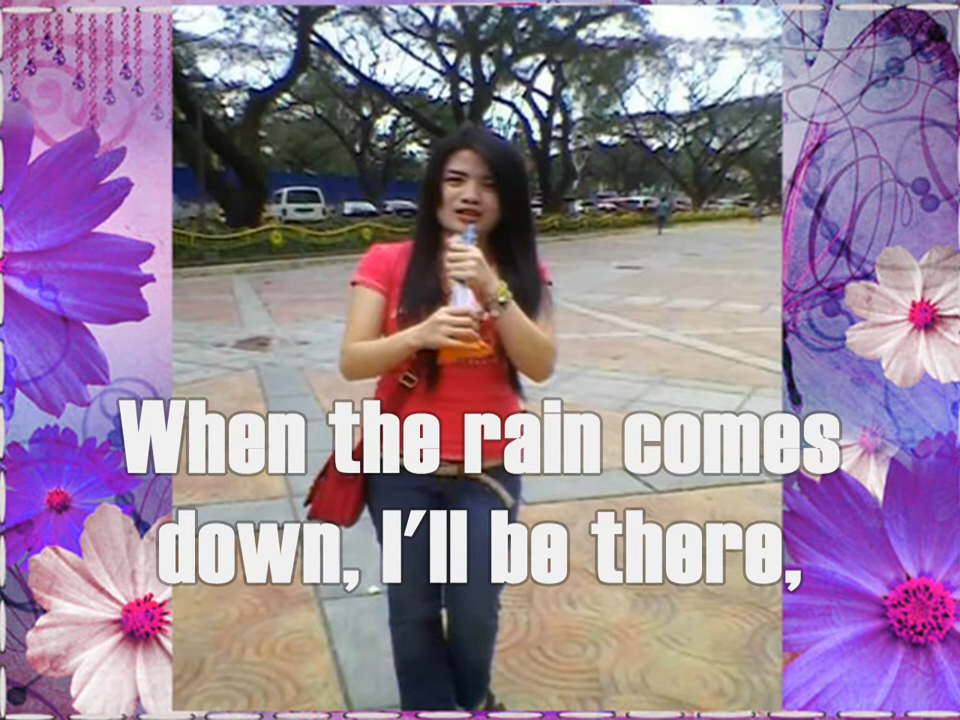 When the rain comes
down, I'll be there,